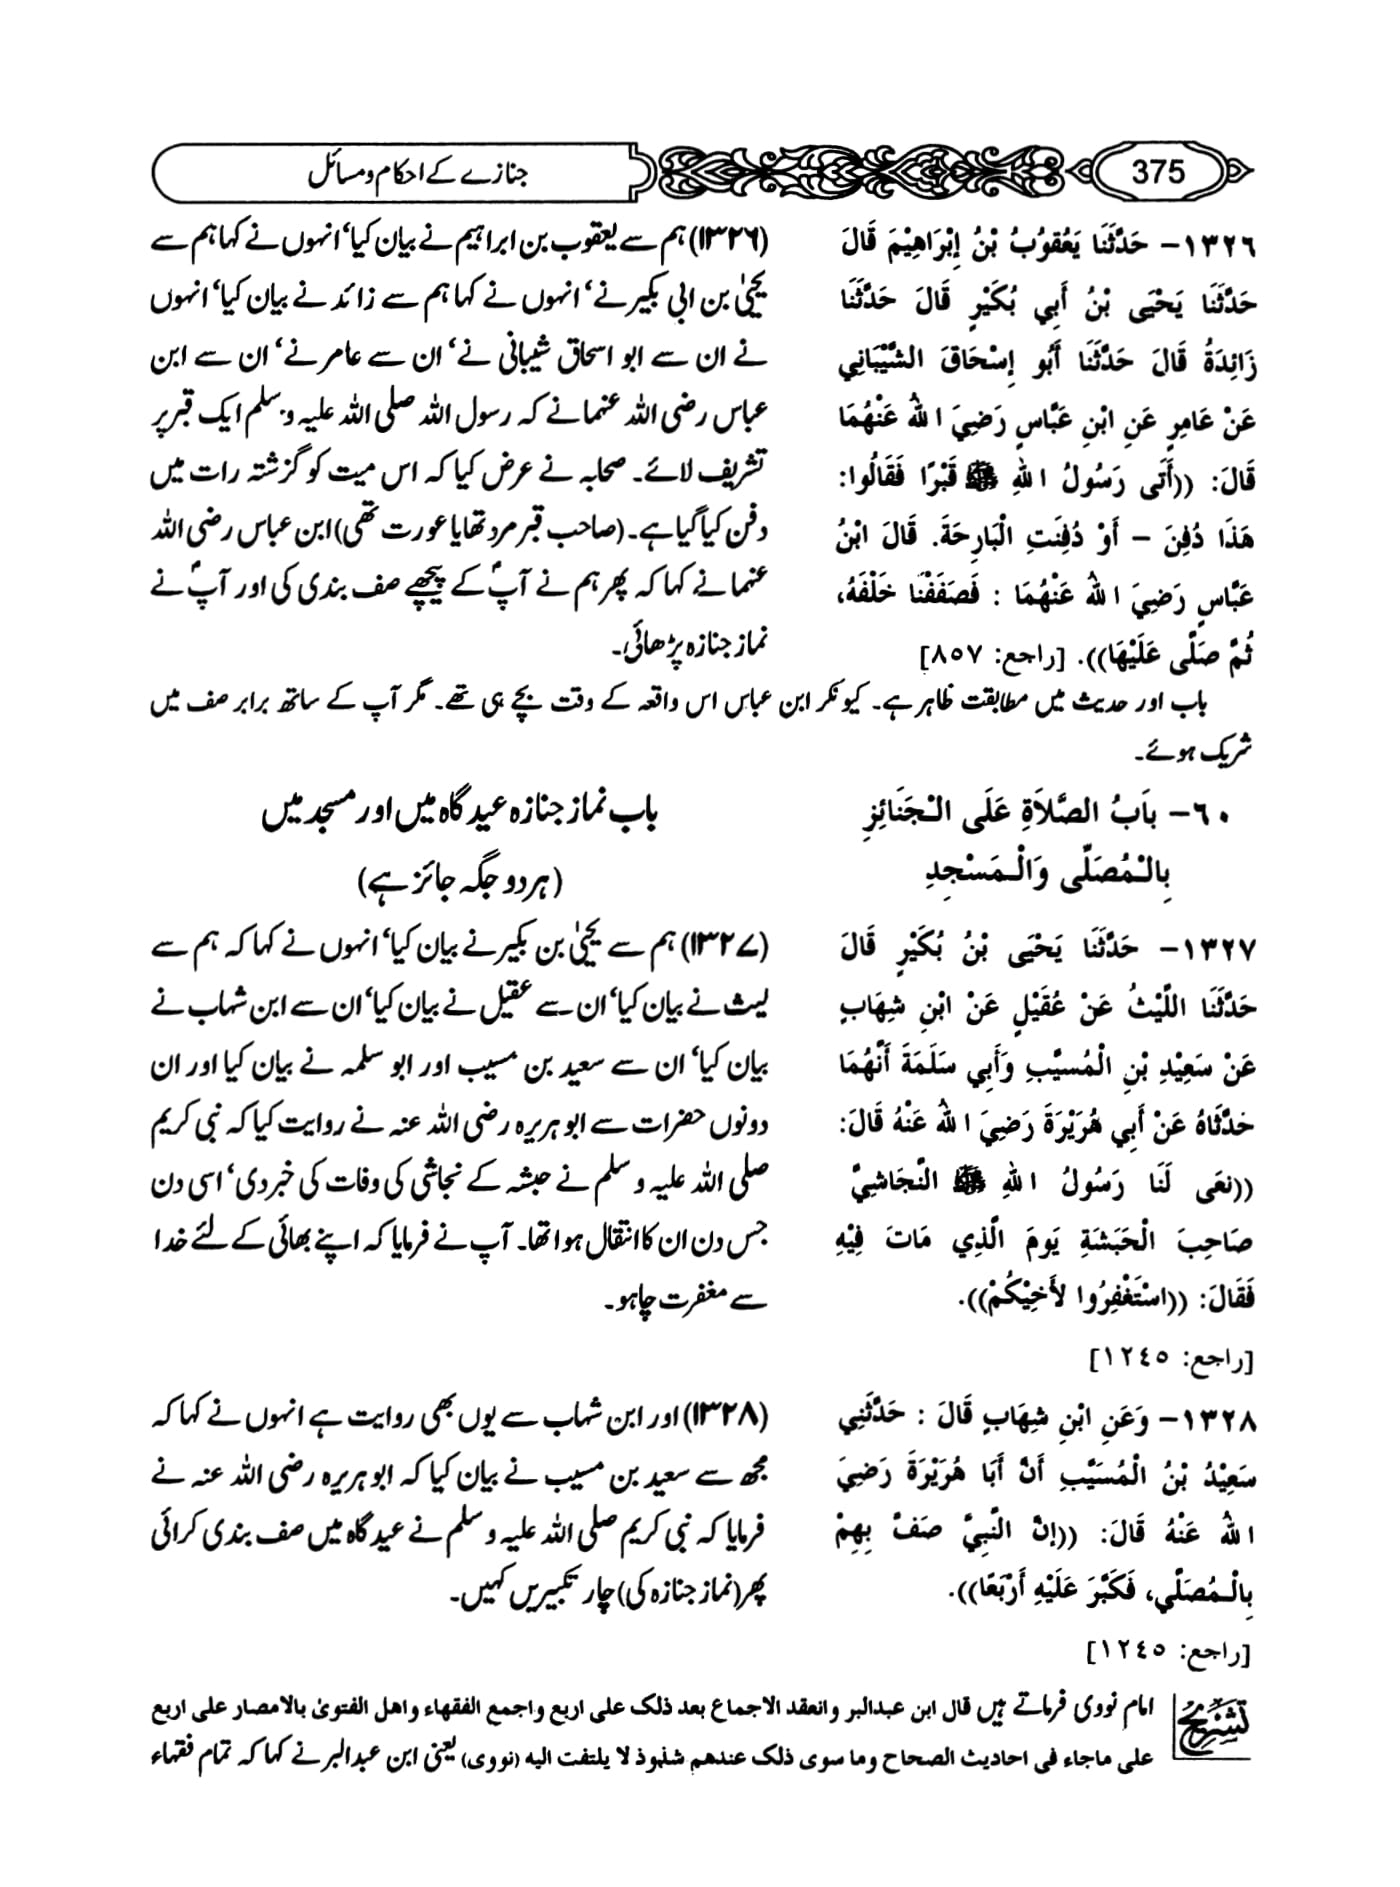 375
جنازے کے احکام و مسائل
١٣٢٦- حَدَّثَنَا يَعْقُوْبُ بْنُ إِبْرَاهِيْمَ قَالَ
حَدَّثَنَا يَحْيَى بْنُ أَبِي بُكَيْرٍ قَالَ حَدَّثَنَا
زَائِدَةُ قَالَ حَدَّثَنَا أَبُو إِسْحَاقَ الشَّيْبَانِي
عَنْ عَامِرٍ عَنِ ابْنِ عَبَّاسٍ رَضِيَ اللهُ عَنْهُمَا
قَالَ: ((أَتَى رَسُولُ اللهِ ﷺ قَبْرًا فَقَالُوا:
هَذَا دُفِنَ – أَوْ دُفِنَتِ الْبَارِحَةَ. قَالَ ابْنُ
عَبَّاسٍ رَضِيَ اللهُ عَنْهُمَا : فَصَفَفْنَا خَلْفَهُ،
ثُمَّ صَلَّى عَلَيْهَا)). [راجع: ٨٥٧]
(۱۳۲۶) ہم سے یعقوب بن ابراہیم نے بیان کیا‘ انہوں نے کہا ہم سے
یحییٰ بن ابی بکیر نے‘ انہوں نے کہا ہم سے زائد نے بیان کیا‘ انہوں
نے ان سے ابو اسحاق شیبانی نے‘ ان سے عامر نے‘ ان سے ابن
عباس رضی اللہ عنہما نے کہ رسول اللہ صلی اللہ علیہ و سلم ایک قبر پر
تشریف لائے۔ صحابہ نے عرض کیا کہ اس میت کو گزشتہ رات میں
دفن کیا گیا ہے۔ (صاحب قبر مرد تھا یا عورت تھی) ابن عباس رضی اللہ
عنہما نے کہا کہ پھر ہم نے آپؐ کے پیچھے صف بندی کی اور آپؐ نے
نماز جنازہ پڑھائی۔
باب اور حدیث میں مطابقت ظاہر ہے۔ کیونکر ابن عباس اس واقعہ کے وقت بچے ہی تھے۔ مگر آپ کے ساتھ برابر صف میں
شریک ہوئے۔
٦٠- بَابُ الصَّلاَةِ عَلَى الْجَنَائِزِ
بِالْمُصَلَّى وَالْمَسْجِدِ
باب نماز جنازہ عیدگاہ میں اور مسجد میں
(ہر دو جگہ جائز ہے)
١٣٢٧- حَدَّثَنَا يَحْيَى بْنُ بُكَيْرٍ قَالَ
حَدَّثَنَا اللَّيْثُ عَنْ عُقَيْلٍ عَنْ ابْنِ شِهَابٍ
عَنْ سَعِيْدِ بْنِ الْمُسَيَّبِ وَأَبِي سَلَمَةَ أَنَّهُمَا
حَدَّثَاهُ عَنْ أَبِي هُرَيْرَةَ رَضِيَ اللهُ عَنْهُ قَالَ:
((نَعَى لَنَا رَسُولُ اللهِ ﷺ النَّجَاشِيَّ
صَاحِبَ الْحَبَشَةِ يَومَ الَّذِي مَاتَ فِيْهِ
فَقَالَ: ((اسْتَغْفِرُوا لأَخِيْكُمْ)).
[راجع: ١٢٤٥]
(۱۳۲۷) ہم سے یحییٰ بن بکیر نے بیان کیا‘ انہوں نے کہا کہ ہم سے
لیث نے بیان کیا‘ ان سے عقیل نے بیان کیا‘ ان سے ابن شہاب نے
بیان کیا‘ ان سے سعید بن مسیب اور ابو سلمہ نے بیان کیا اور ان
دونوں حضرات سے ابو ہریرہ رضی اللہ عنہ نے روایت کیا کہ نبی کریم
صلی اللہ علیہ و سلم نے حبشہ کے نجاشی کی وفات کی خبر دی‘ اسی دن
جس دن ان کا انتقال ہوا تھا۔ آپ نے فرمایا کہ اپنے بھائی کے لئے خدا
سے مغفرت چاہو۔
١٣٢٨- وَعَنِ ابْنِ شِهَابٍ قَالَ : حَدَّثَنِي
سَعِيْدُ بْنُ الْمُسَيَّبِ أَنَّ أَبَا هُرَيْرَةَ رَضِيَ
اللهُ عَنْهُ قَالَ: ((إِنَّ النَّبِيَّ صَفَّ بِهِمْ
بِالْمُصَلَّي، فَكَبَّرَ عَلَيْهِ أَرْبَعًا)).
[راجع: ١٢٤٥]
(۱۳۲۸) اور ابن شہاب سے یوں بھی روایت ہے انہوں نے کہا کہ
مجھ سے سعید بن مسیب نے بیان کیا کہ ابو ہریرہ رضی اللہ عنہ نے
فرمایا کہ نبی کریم صلی اللہ علیہ و سلم نے عیدگاہ میں صف بندی کرائی
پھر (نماز جنازہ کی) چار تکبیریں کہیں۔
تشریح
امام نووی فرماتے ہیں قال ابن عبدالبر وانعقد الاجماع بعد ذلک علی اربع واجمع الفقهاء واهل الفتویٰ بالامصار علی اربع
علی ماجاء فی احادیث الصحاح وما سوی ذلک عندهم شذوذ لا یلتفت الیه (نووی) یعنی ابن عبدالبر نے کہا کہ تمام فقہاء